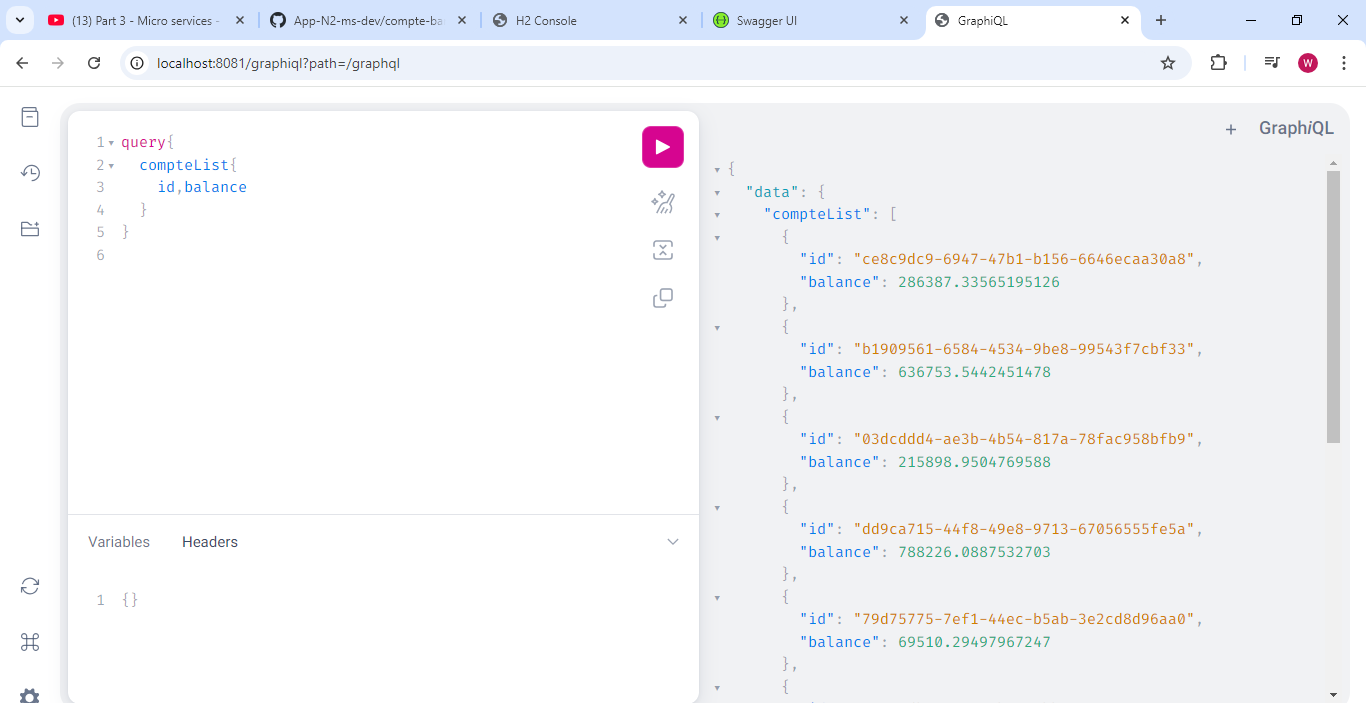 (13) Part 3 - Micro services -
App-N2-ms-dev/compte-ba
H2 Console
Swagger UI
GraphiQL
localhost:8081/graphiql?path=/graphql
W
1 query{
2 compteList{
3 id,balance
4 }
5 }
6
Variables Headers
1 {}
+ GraphiQL
{
"data": {
"compteList": [
{
"id": "ce8c9dc9-6947-47b1-b156-6646ecaa30a8",
"balance": 286387.33565195126
},
{
"id": "b1909561-6584-4534-9be8-99543f7cbf33",
"balance": 636753.5442451478
},
{
"id": "03dcddd4-ae3b-4b54-817a-78fac958bfb9",
"balance": 215898.9504769588
},
{
"id": "dd9ca715-44f8-49e8-9713-67056555fe5a",
"balance": 788226.0887532703
},
{
"id": "79d75775-7ef1-44ec-b5ab-3e2cd8d96aa0",
"balance": 69510.29497967247
},
{